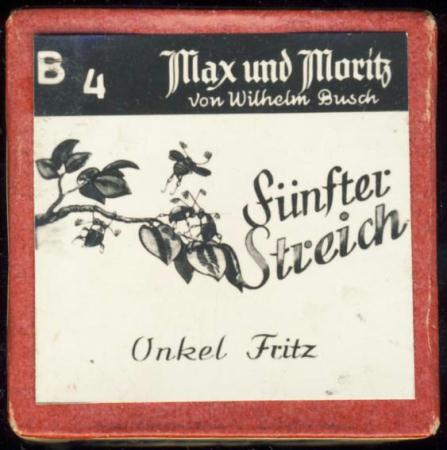 B 4
Max und Moritz
von Wilhelm Busch
fünfter
Streich
Onkel Fritz